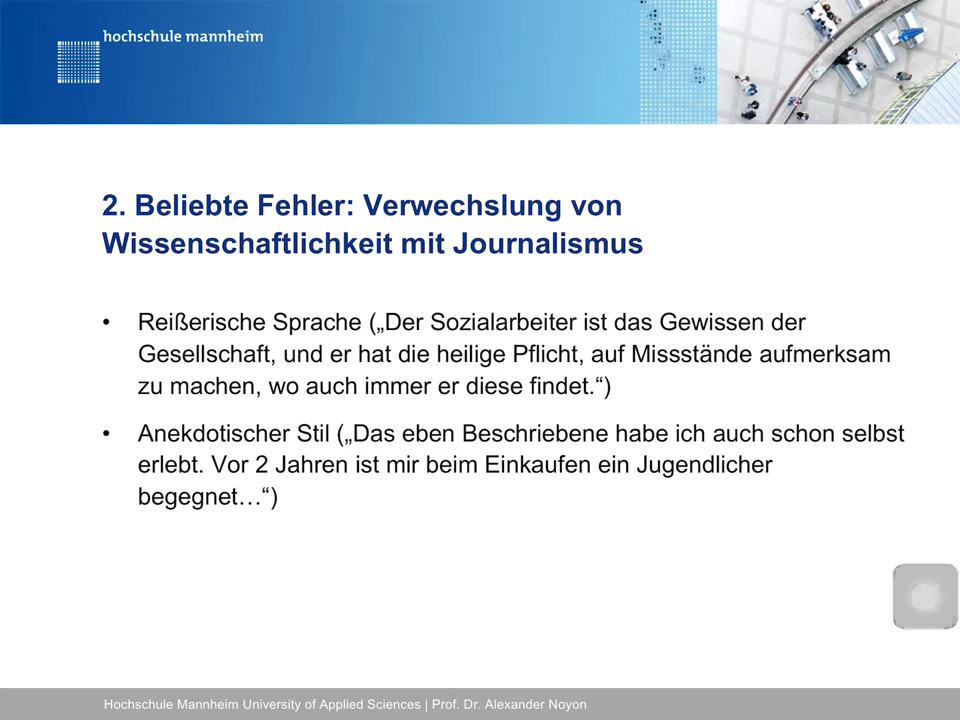 hochschule mannheim
2. Beliebte Fehler: Verwechslung von
Wissenschaftlichkeit mit Journalismus
• Reißerische Sprache („Der Sozialarbeiter ist das Gewissen der
Gesellschaft, und er hat die heilige Pflicht, auf Missstände aufmerksam
zu machen, wo auch immer er diese findet.“)
• Anekdotischer Stil („Das eben Beschriebene habe ich auch schon selbst
erlebt. Vor 2 Jahren ist mir beim Einkaufen ein Jugendlicher
begegnet…“)
Hochschule Mannheim University of Applied Sciences | Prof. Dr. Alexander Noyon